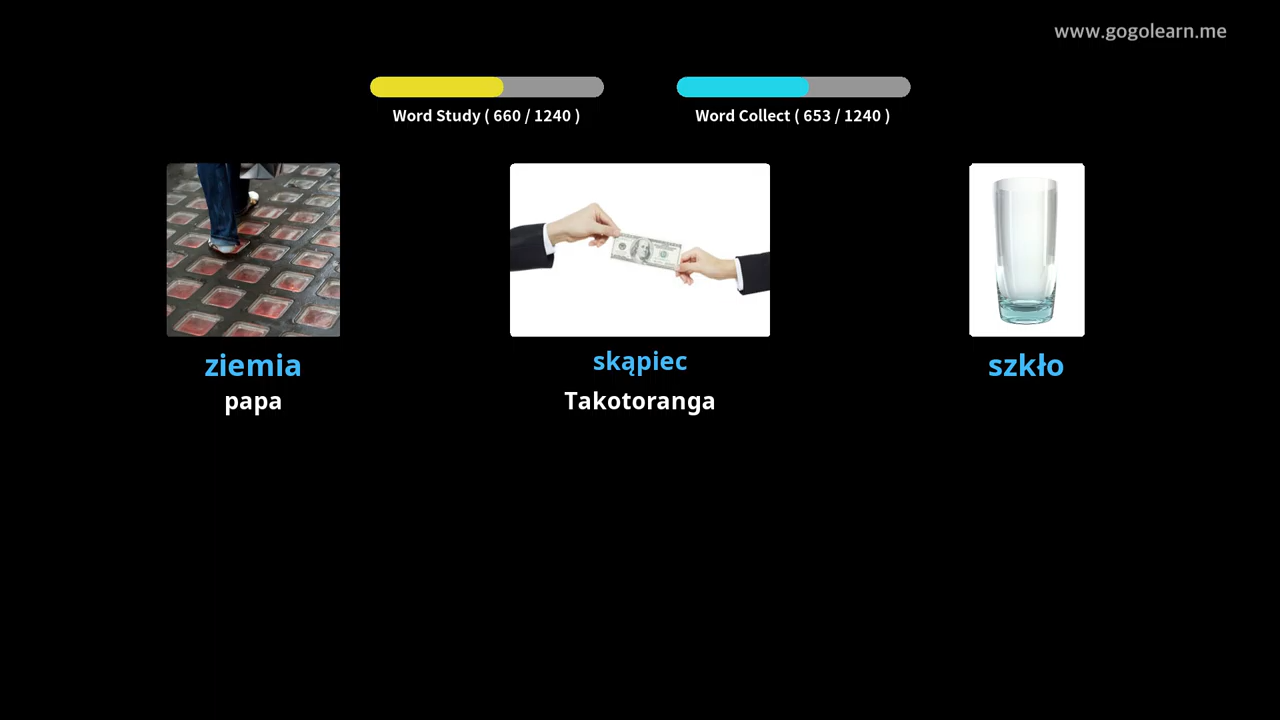 www.gogolearn.me
Word Study ( 660 / 1240 )
Word Collect ( 653 / 1240 )
ziemia
skąpiec
szkło
papa
Takotoranga